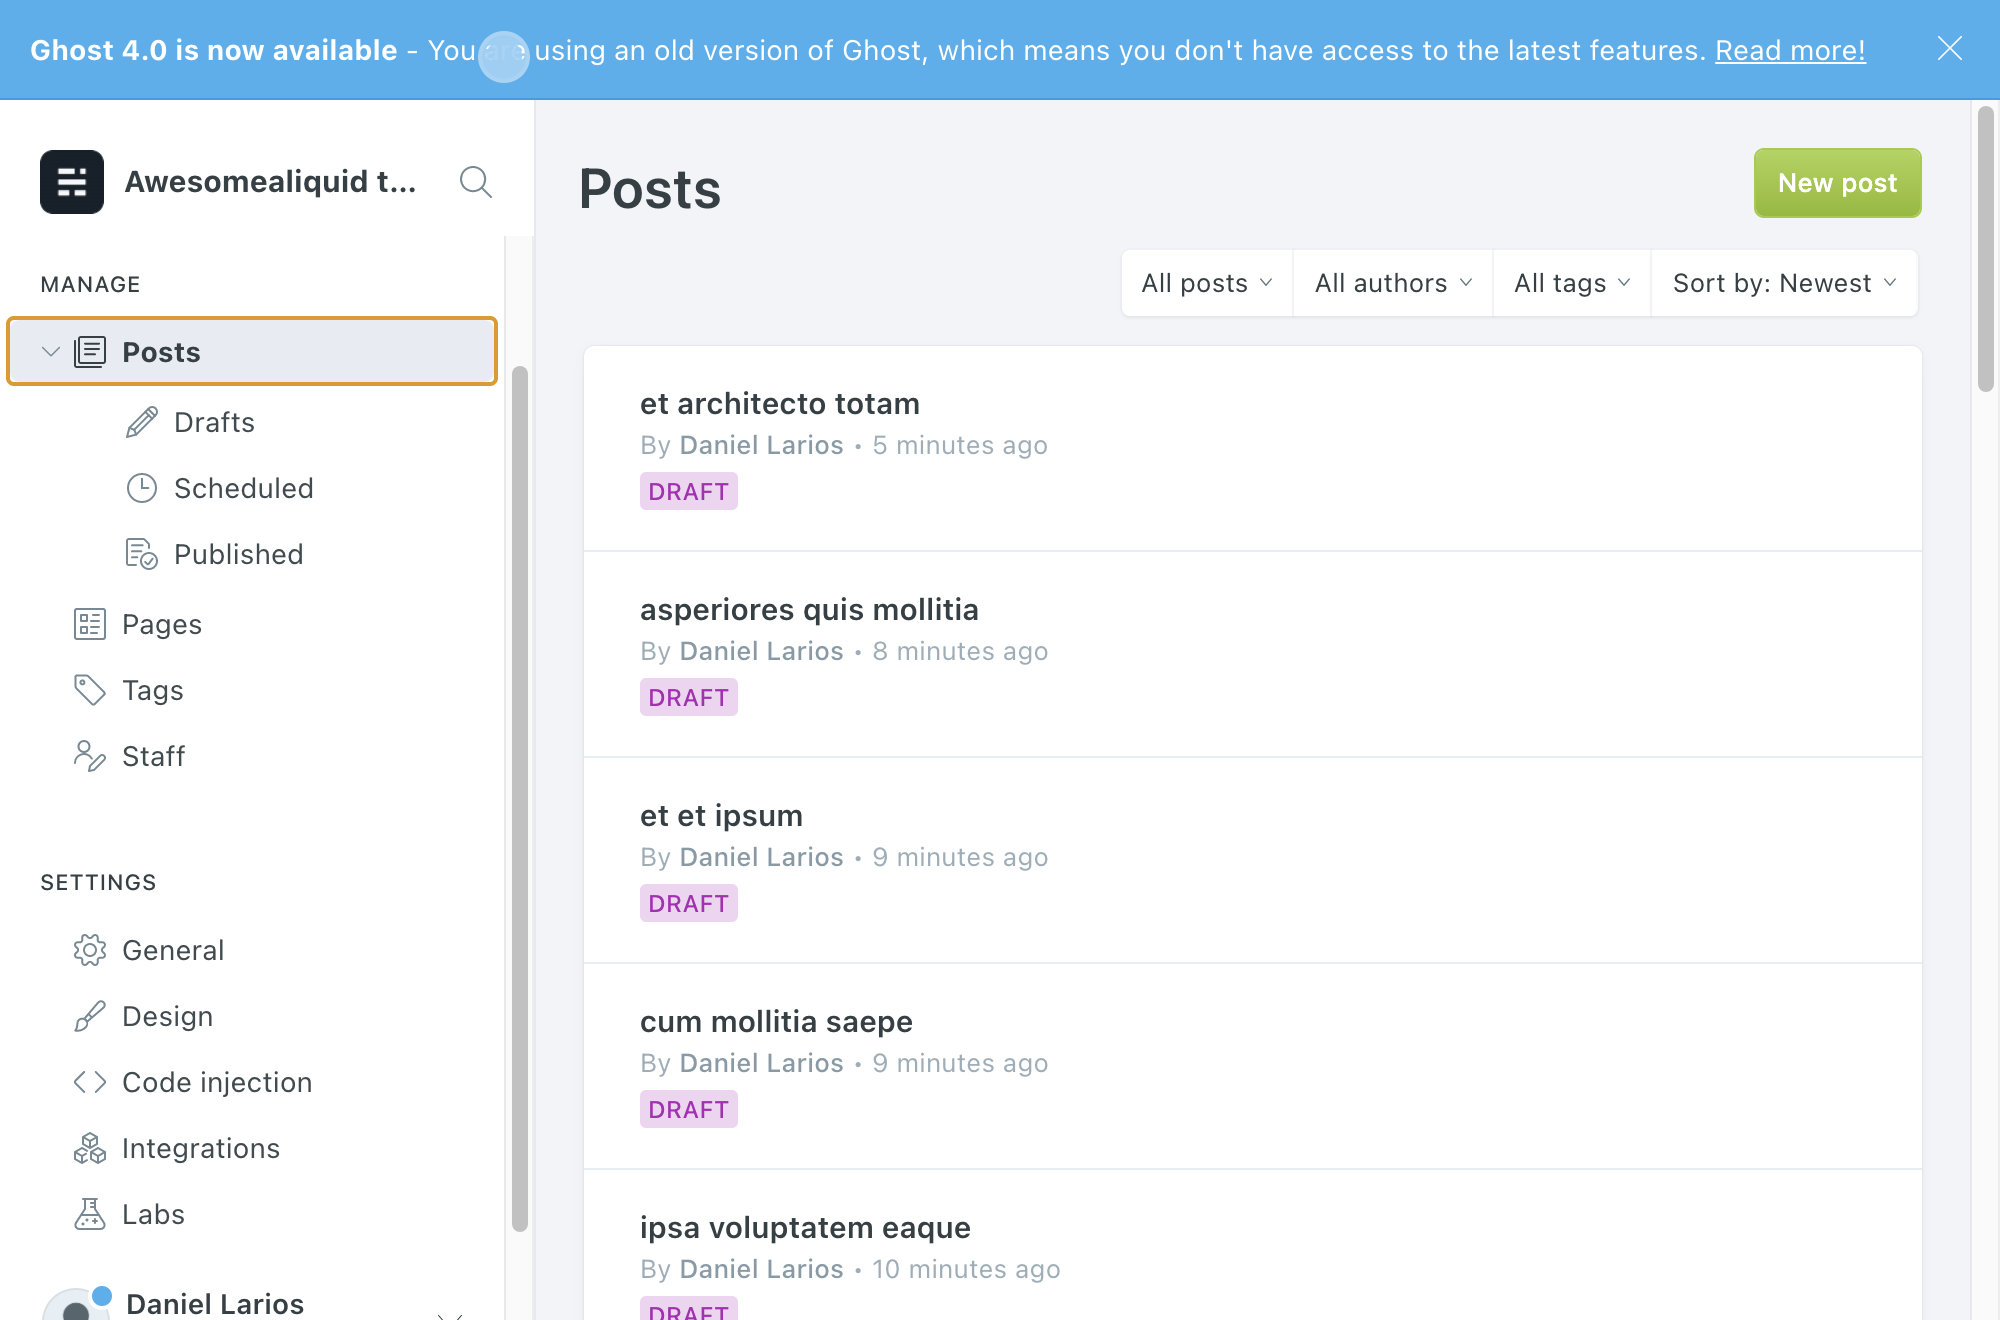 Ghost 4.0 is now available - You are using an old version of Ghost, which means you don't have access to the latest features. Read more!
Awesomealiquid t...
MANAGE
Posts
Drafts
Scheduled
Published
Pages
Tags
Staff
SETTINGS
General
Design
Code injection
Integrations
Labs
Daniel Larios
Posts
New post
All posts
All authors
All tags
Sort by: Newest
et architecto totam
By Daniel Larios • 5 minutes ago
DRAFT
asperiores quis mollitia
By Daniel Larios • 8 minutes ago
DRAFT
et et ipsum
By Daniel Larios • 9 minutes ago
DRAFT
cum mollitia saepe
By Daniel Larios • 9 minutes ago
DRAFT
ipsa voluptatem eaque
By Daniel Larios • 10 minutes ago
DRAFT